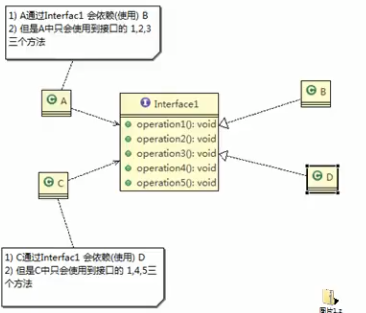 1) A通过Interfac1 会依赖(使用) B
2) 但是A中只会使用到接口的 1,2,3
三个方法
A
Interface1
operation1(): void
operation2(): void
operation3(): void
operation4(): void
operation5(): void
B
C
D
1) C通过Interfac1 会依赖(使用) D
2) 但是C中只会使用到接口的 1,4,5三
个方法
图片1.z